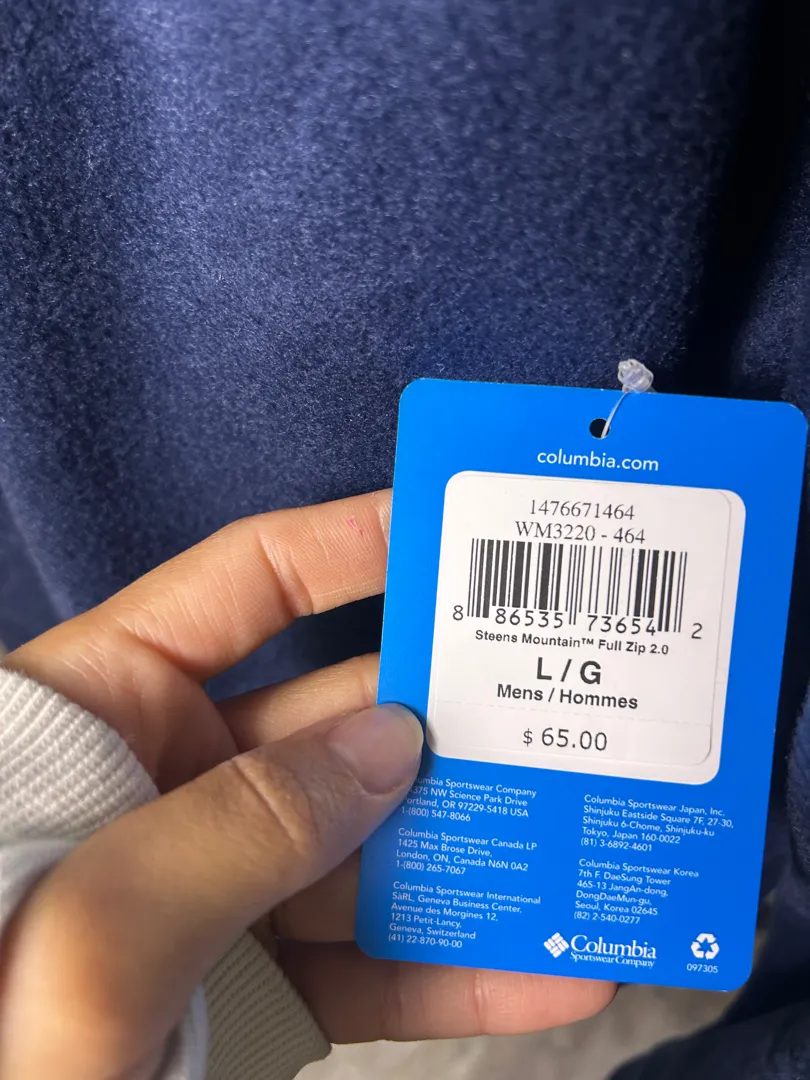 columbia.com
1476671464
WM3220 - 464
8 86535 73654 2
Steens Mountain™ Full Zip 2.0
L / G
Mens / Hommes
$ 65.00
Sportswear Company
NW Science Park Drive
OR 97229-5418 USA
1-(800) 547-8066
Columbia Sportswear Canada LP
1425 Max Brose Drive,
London, ON, Canada N6N 0A2
1-(800) 265-7067
Columbia Sportswear International
SàRL, Geneva Business Center,
Avenue des Morgines 12,
1213 Petit-Lancy,
Geneva, Switzerland
(41) 22-870-90-00
Columbia Sportswear Japan, Inc.
Shinjuku Eastside Square 7F, 27-30,
Shinjuku 6-Chome, Shinjuku-ku
Tokyo, Japan 160-0022
(81) 3-6892-4601
Columbia Sportswear Korea
7th F. DaeSung Tower
465-13 JangAn-dong,
DongDaeMun-gu,
Seoul, Korea 02645
(82) 2-540-0277
Columbia
Sportswear Company
097305